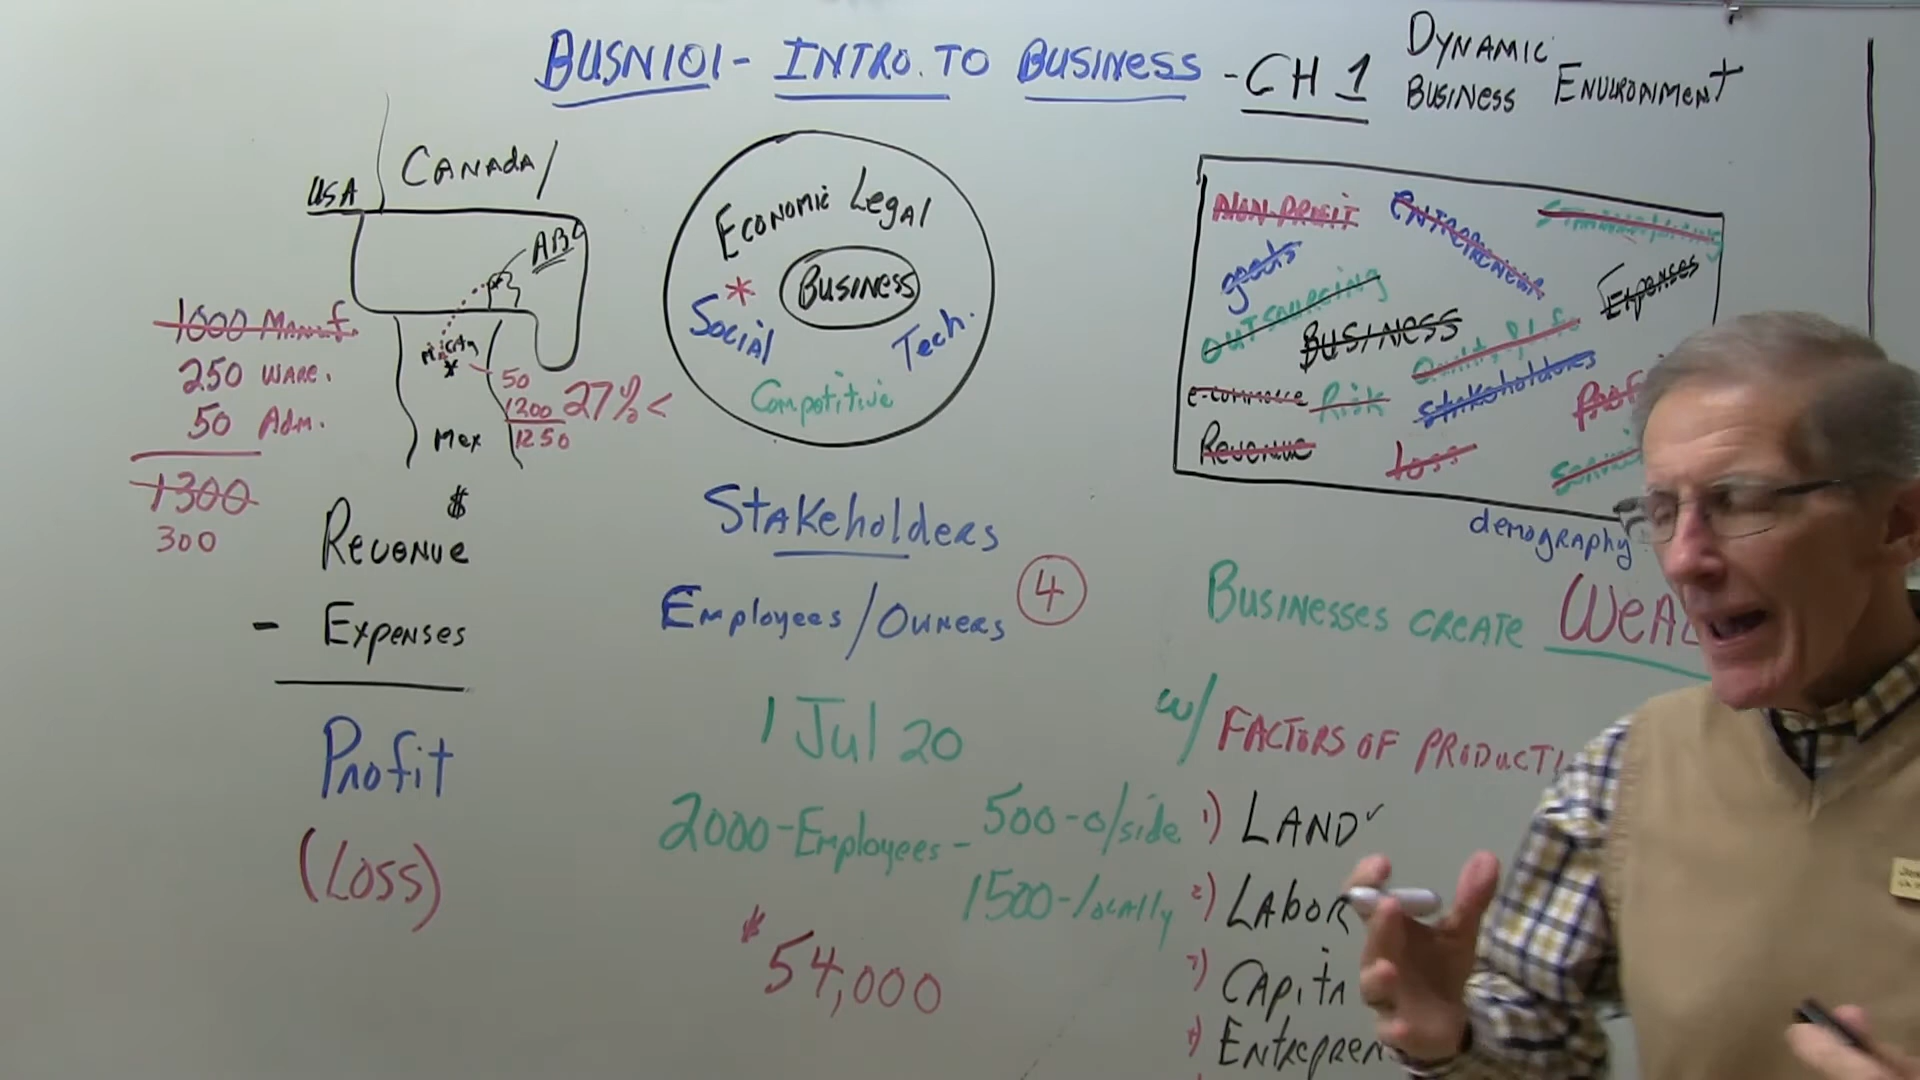 BUSN101 - INTRO. TO BUSINESS - CH 1
DYNAMIC
BUSINESS ENVIRONMENT
USA
CANADA
ABC
1000 Manuf.
250 WARE.
50 Adm.
1300
300
M. City
Mex
50
1200
1250
27% <
Economic Legal
BUSINESS
Social
Tech.
Competitive
NON-PROFIT
ENTREPRENEUR
goods
Expenses
OUTSOURCING
BUSINESS
stakeholders
e-commerce
Risk
Revenue
loss
demography
$
Revenue
- Expenses
Profit
(Loss)
Stakeholders
Employees/Owners
4
1 Jul 20
2000-Employees - 500-o/side
1500-locally
$54,000
BUSINESSES CREATE WEAL
w/ FACTORS OF PRODUCTI
1) LAND
2) LABOR
3) CAPITA
4) ENTREPREN